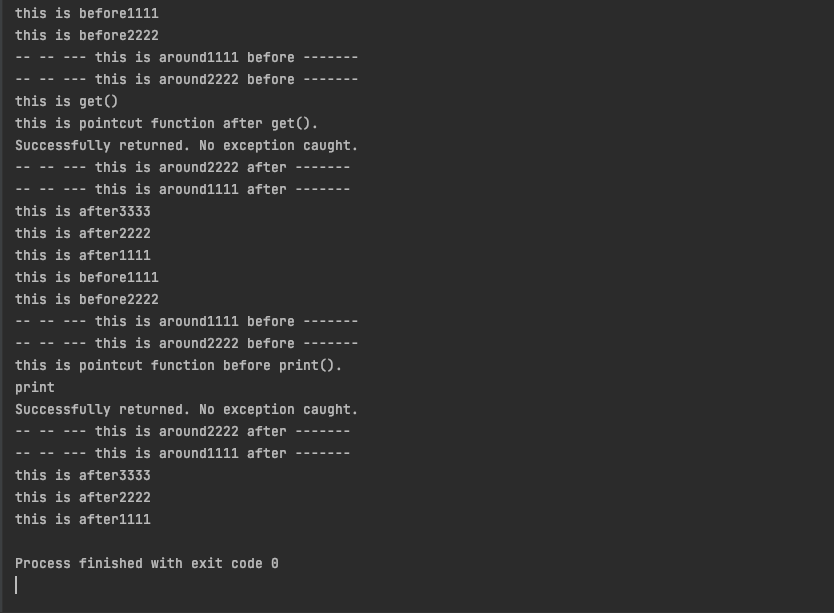 this is before1111
this is before2222
-- -- --- this is around1111 before -------
-- -- --- this is around2222 before -------
this is get()
this is pointcut function after get().
Successfully returned. No exception caught.
-- -- --- this is around2222 after -------
-- -- --- this is around1111 after -------
this is after3333
this is after2222
this is after1111
this is before1111
this is before2222
-- -- --- this is around1111 before -------
-- -- --- this is around2222 before -------
this is pointcut function before print().
print
Successfully returned. No exception caught.
-- -- --- this is around2222 after -------
-- -- --- this is around1111 after -------
this is after3333
this is after2222
this is after1111
Process finished with exit code 0